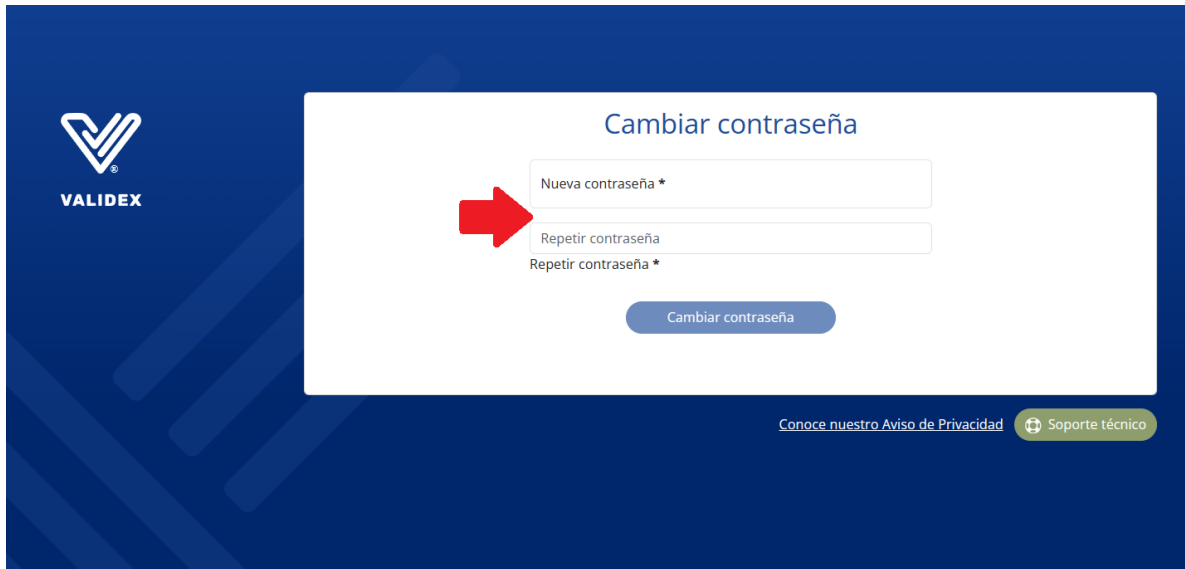 ®
VALIDEX
Cambiar contraseña
Nueva contraseña *
Repetir contraseña
Repetir contraseña *
Cambiar contraseña
Conoce nuestro Aviso de Privacidad
Soporte técnico